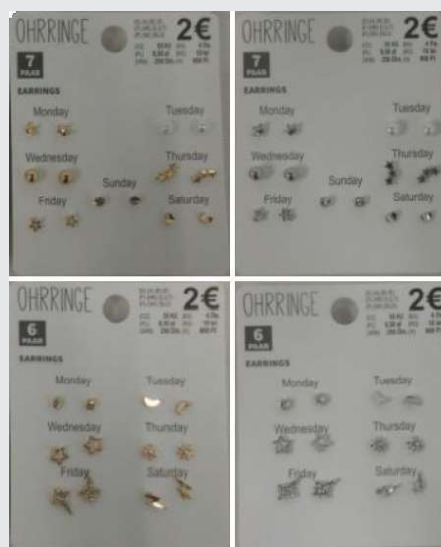 OHRRINGE
2€
7
PAAR
EARRINGS
Monday
Tuesday
Wednesday
Thursday
Sunday
Friday
Saturday
OHRRINGE
2€
7
PAAR
EARRINGS
Monday
Tuesday
Wednesday
Thursday
Sunday
Friday
Saturday
OHRRINGE
2€
6
PAAR
EARRINGS
Monday
Tuesday
Wednesday
Thursday
Friday
Saturday
OHRRINGE
2€
6
PAAR
EARRINGS
Monday
Tuesday
Wednesday
Thursday
Friday
Saturday